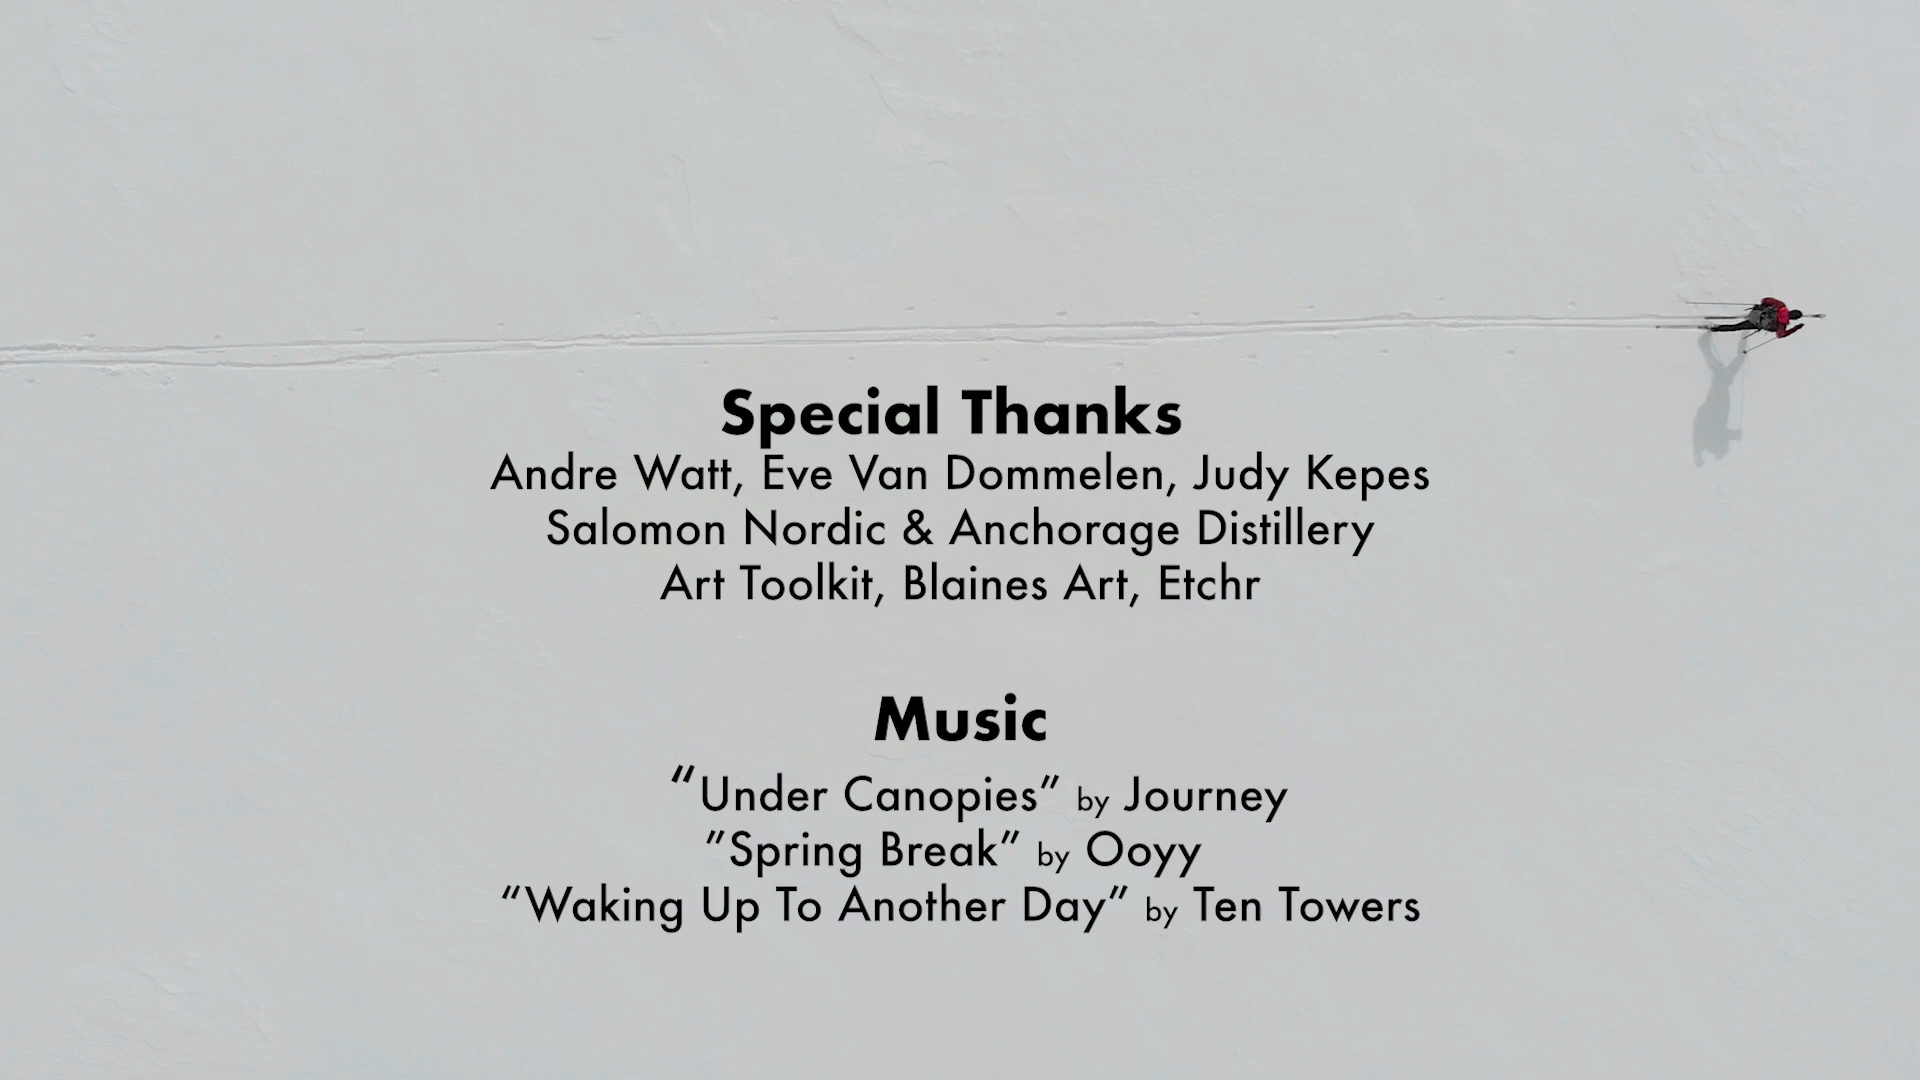 Special Thanks
Andre Watt, Eve Van Dommelen, Judy Kepes
Salomon Nordic & Anchorage Distillery
Art Toolkit, Blaines Art, Etchr
Music
“Under Canopies” by Journey
”Spring Break” by Ooyy
“Waking Up To Another Day” by Ten Towers